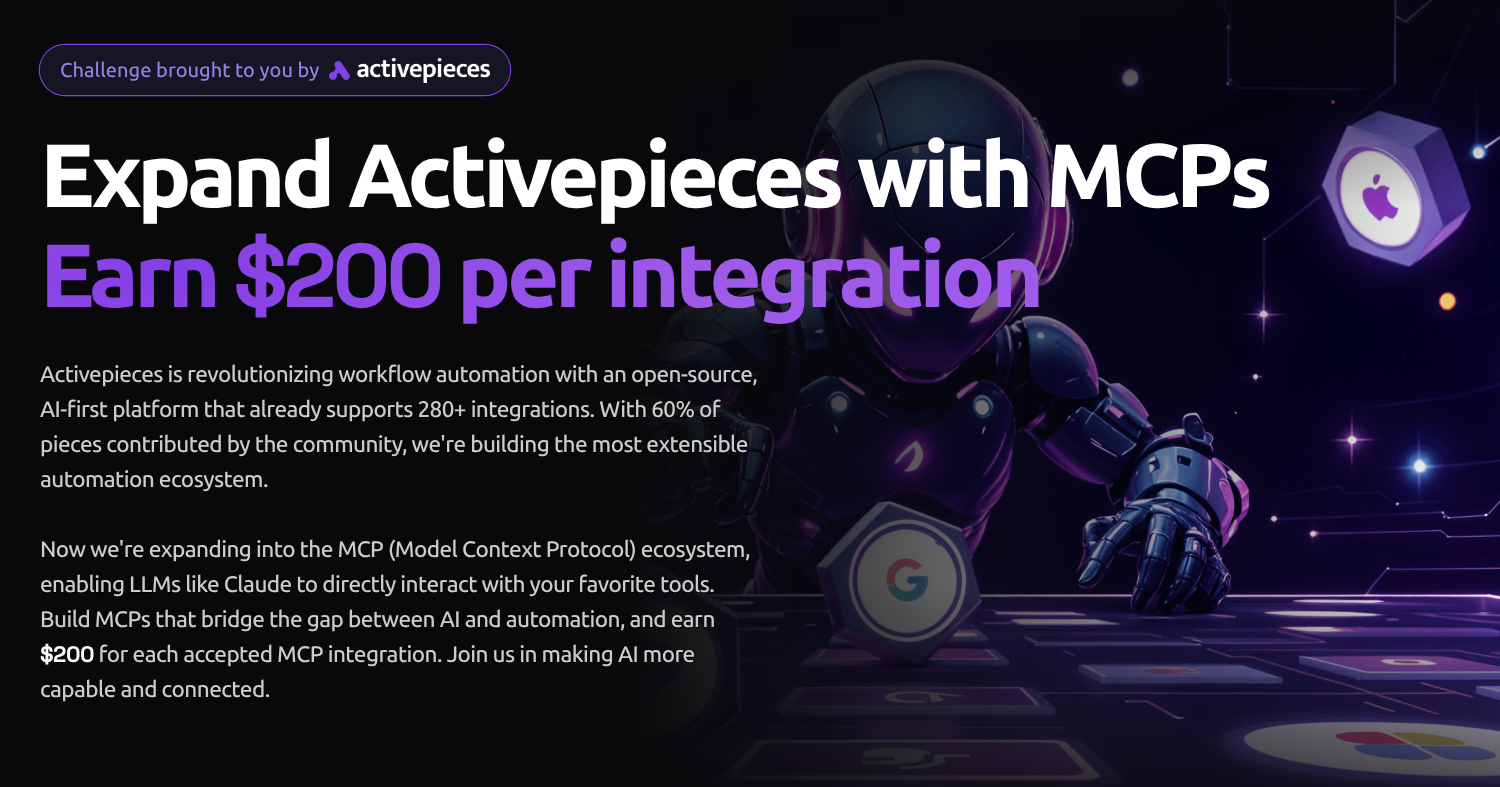 Challenge brought to you by activepieces
Expand Activepieces with MCPs
Earn $200 per integration
Activepieces is revolutionizing workflow automation with an open-source,
AI-first platform that already supports 280+ integrations. With 60% of
pieces contributed by the community, we're building the most extensible
automation ecosystem.
Now we're expanding into the MCP (Model Context Protocol) ecosystem,
enabling LLMs like Claude to directly interact with your favorite tools.
Build MCPs that bridge the gap between AI and automation, and earn
$200 for each accepted MCP integration. Join us in making AI more
capable and connected.
G